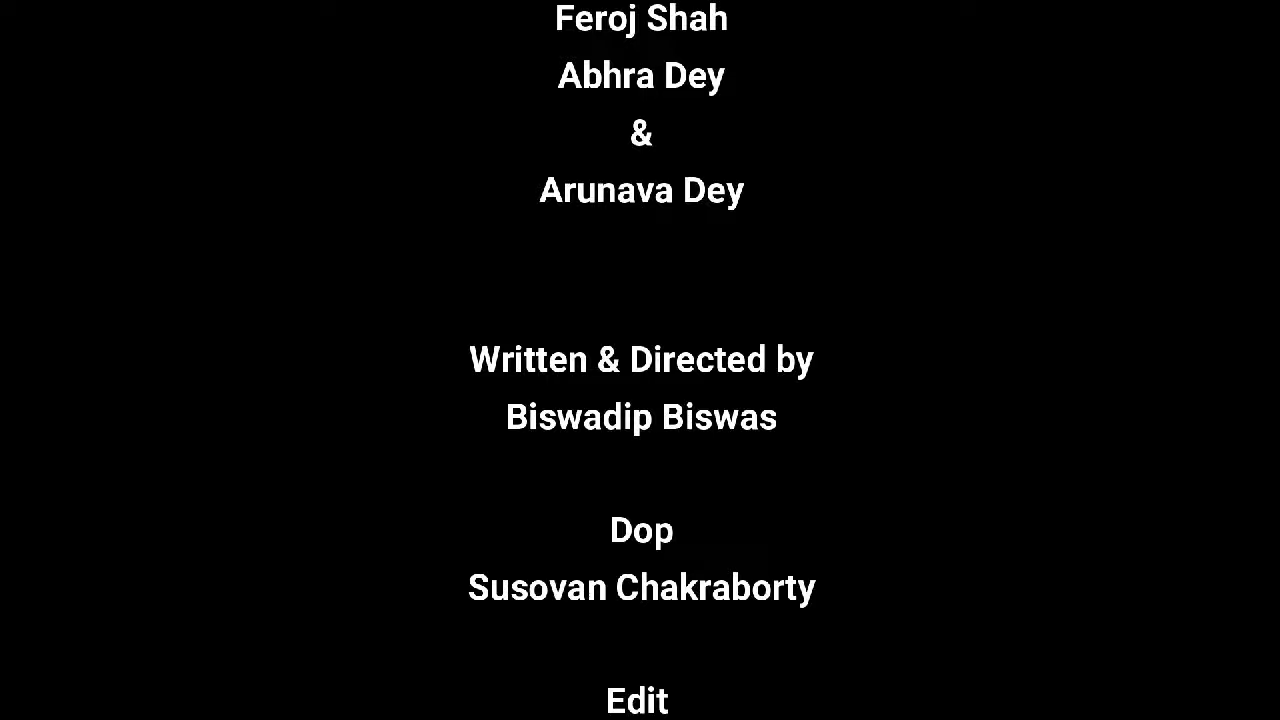 Feroj Shah
Abhra Dey
&
Arunava Dey
Written & Directed by
Biswadip Biswas
Dop
Susovan Chakraborty
Edit